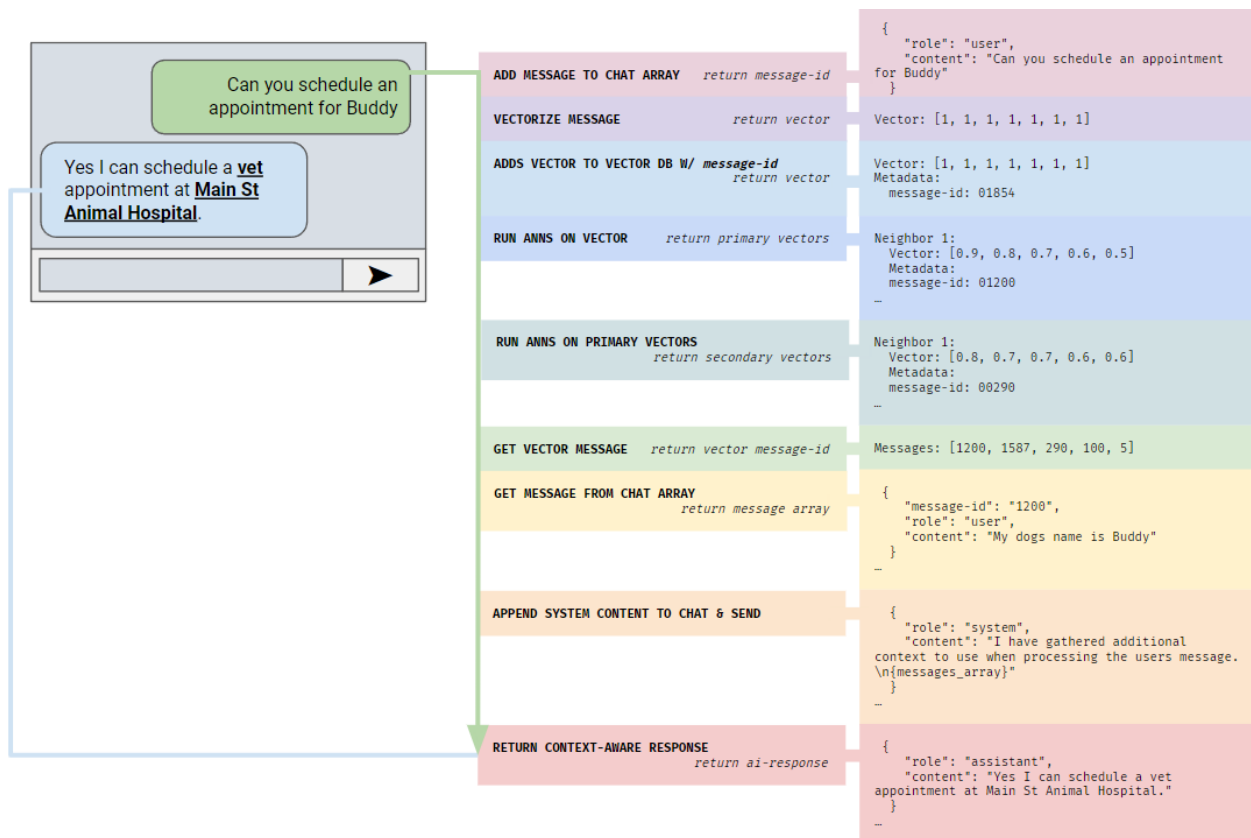 Can you schedule an
appointment for Buddy
Yes I can schedule a vet
appointment at Main St
Animal Hospital.
ADD MESSAGE TO CHAT ARRAY return message-id
{
"role": "user",
"content": "Can you schedule an appointment
for Buddy"
}
VECTORIZE MESSAGE return vector
Vector: [1, 1, 1, 1, 1, 1, 1]
ADDS VECTOR TO VECTOR DB W/ message-id
return vector
Vector: [1, 1, 1, 1, 1, 1, 1]
Metadata:
message-id: 01854
RUN ANNS ON VECTOR return primary vectors
Neighbor 1:
Vector: [0.9, 0.8, 0.7, 0.6, 0.5]
Metadata:
message-id: 01200
…
RUN ANNS ON PRIMARY VECTORS
return secondary vectors
Neighbor 1:
Vector: [0.8, 0.7, 0.7, 0.6, 0.6]
Metadata:
message-id: 00290
…
GET VECTOR MESSAGE return vector message-id
Messages: [1200, 1587, 290, 100, 5]
GET MESSAGE FROM CHAT ARRAY
return message array
{
"message-id": "1200",
"role": "user",
"content": "My dogs name is Buddy"
}
…
APPEND SYSTEM CONTENT TO CHAT & SEND
{
"role": "system",
"content": "I have gathered additional
context to use when processing the users message.
\n{messages_array}"
}
…
RETURN CONTEXT-AWARE RESPONSE
return ai-response
{
"role": "assistant",
"content": "Yes I can schedule a vet
appointment at Main St Animal Hospital."
}
…